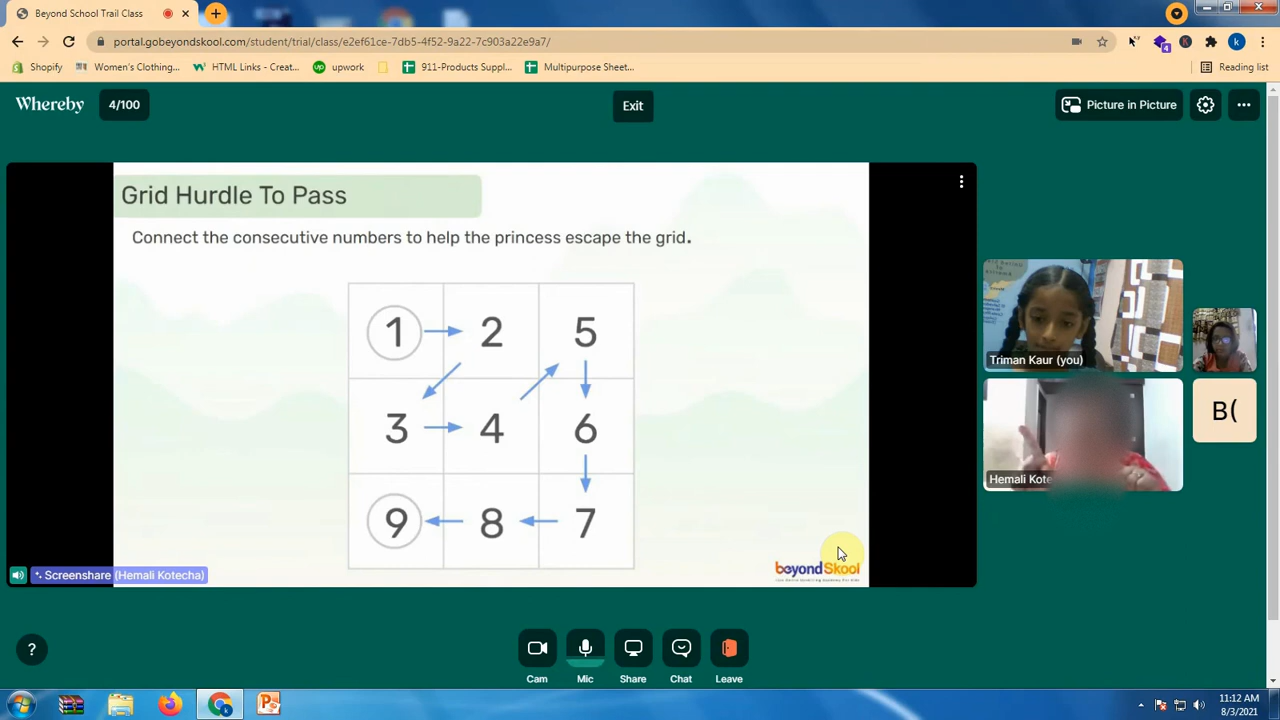 Beyond School Trail Class
portal.gobeyondskool.com/student/trial/class/e2ef61ce-7db5-4f52-9a22-7c903a22e9a7/
Shopify
Women's Clothing...
HTML Links - Creat...
upwork
911-Products Suppl...
Multipurpose Sheet...
Reading list
4
k
Whereby
4/100
Exit
Picture in Picture
Grid Hurdle To Pass
Connect the consecutive numbers to help the princess escape the grid.
1 2 5
3 4 6
9 8 7
beyondSkool
Screenshare (Hemali Kotecha)
Triman Kaur (you)
Hemali Kote
B(
?
Cam
Mic
Share
Chat
Leave
11:12 AM
8/3/2021